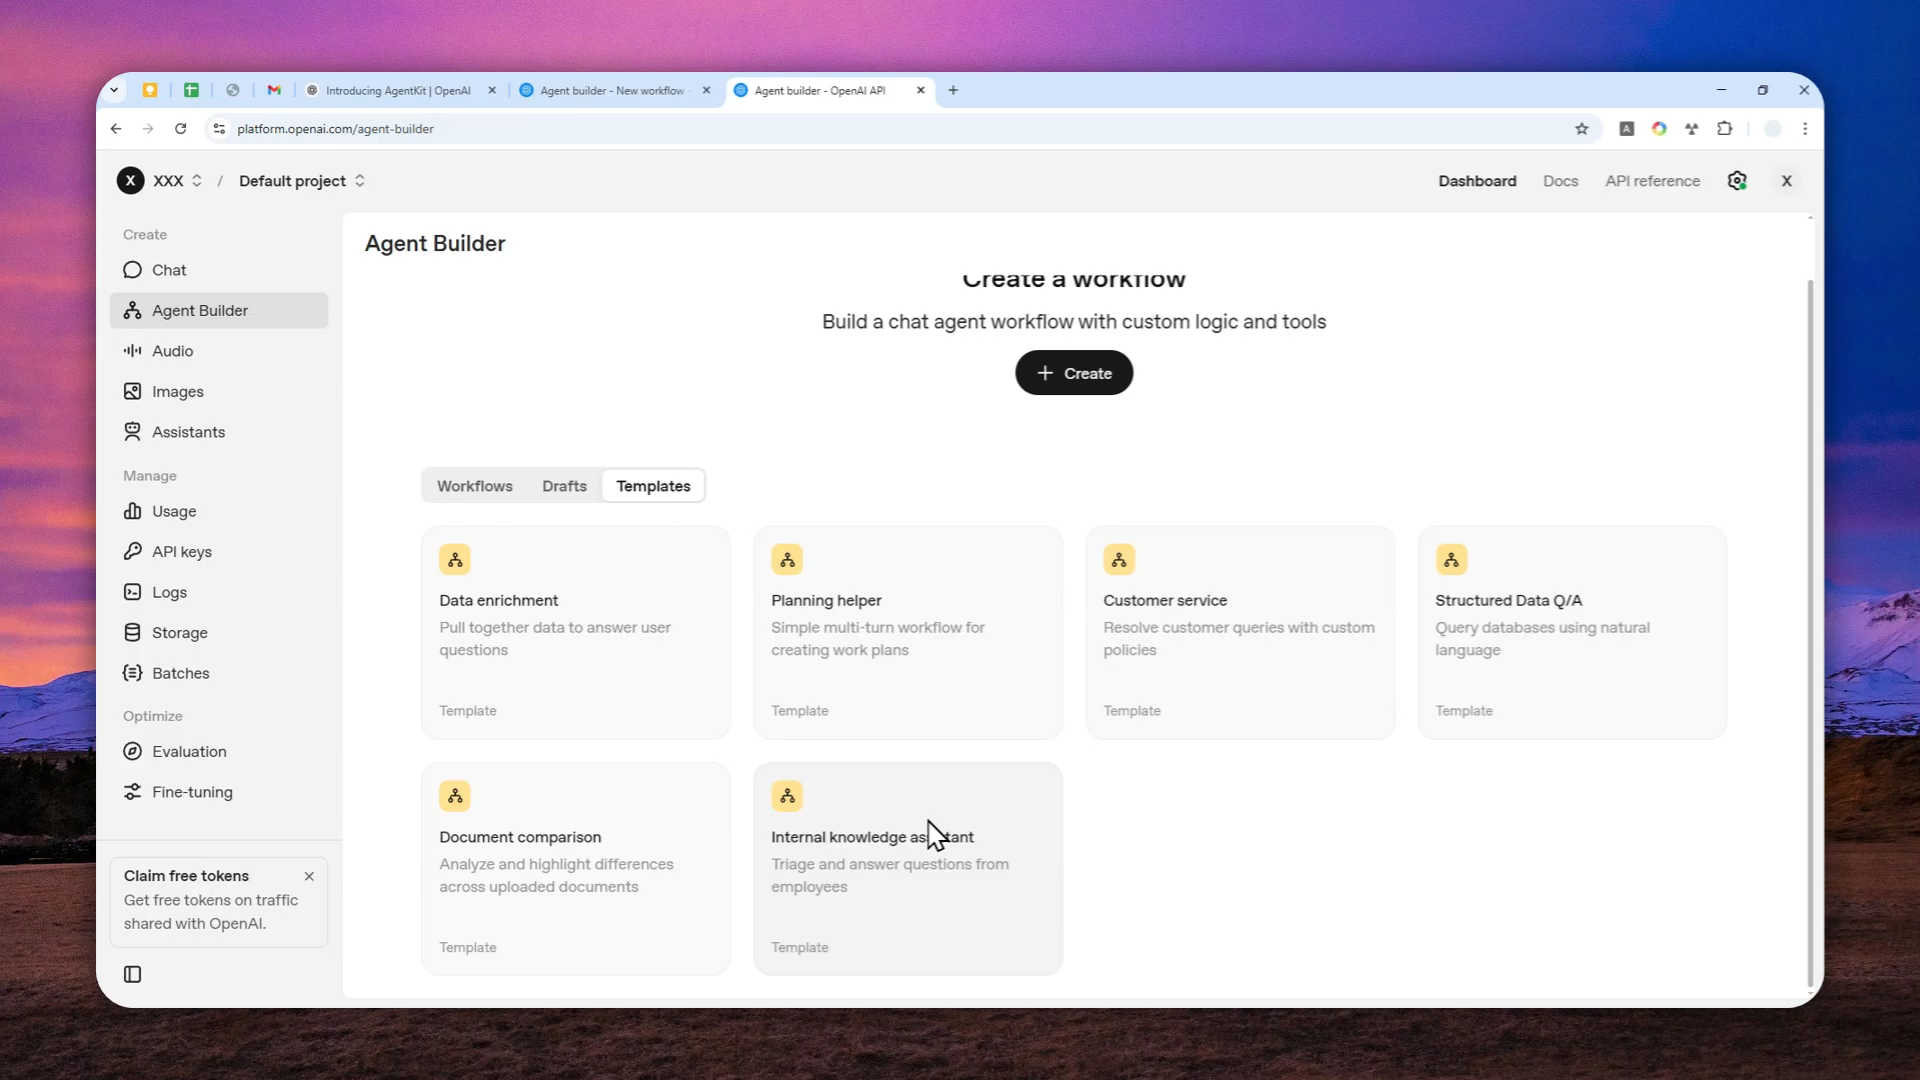 Introducing AgentKit | OpenAI
Agent builder - New workflow
Agent builder - OpenAI API
platform.openai.com/agent-builder
A
X XXX / Default project
Dashboard
Docs
API reference
X
Create
Chat
Agent Builder
Audio
Images
Assistants
Manage
Usage
API keys
Logs
Storage
Batches
Optimize
Evaluation
Fine-tuning
Claim free tokens
Get free tokens on traffic
shared with OpenAI.
Agent Builder
Create a workflow
Build a chat agent workflow with custom logic and tools
+ Create
Workflows
Drafts
Templates
Data enrichment
Pull together data to answer user
questions
Template
Planning helper
Simple multi-turn workflow for
creating work plans
Template
Customer service
Resolve customer queries with custom
policies
Template
Structured Data Q/A
Query databases using natural
language
Template
Document comparison
Analyze and highlight differences
across uploaded documents
Template
Internal knowledge assistant
Triage and answer questions from
employees
Template